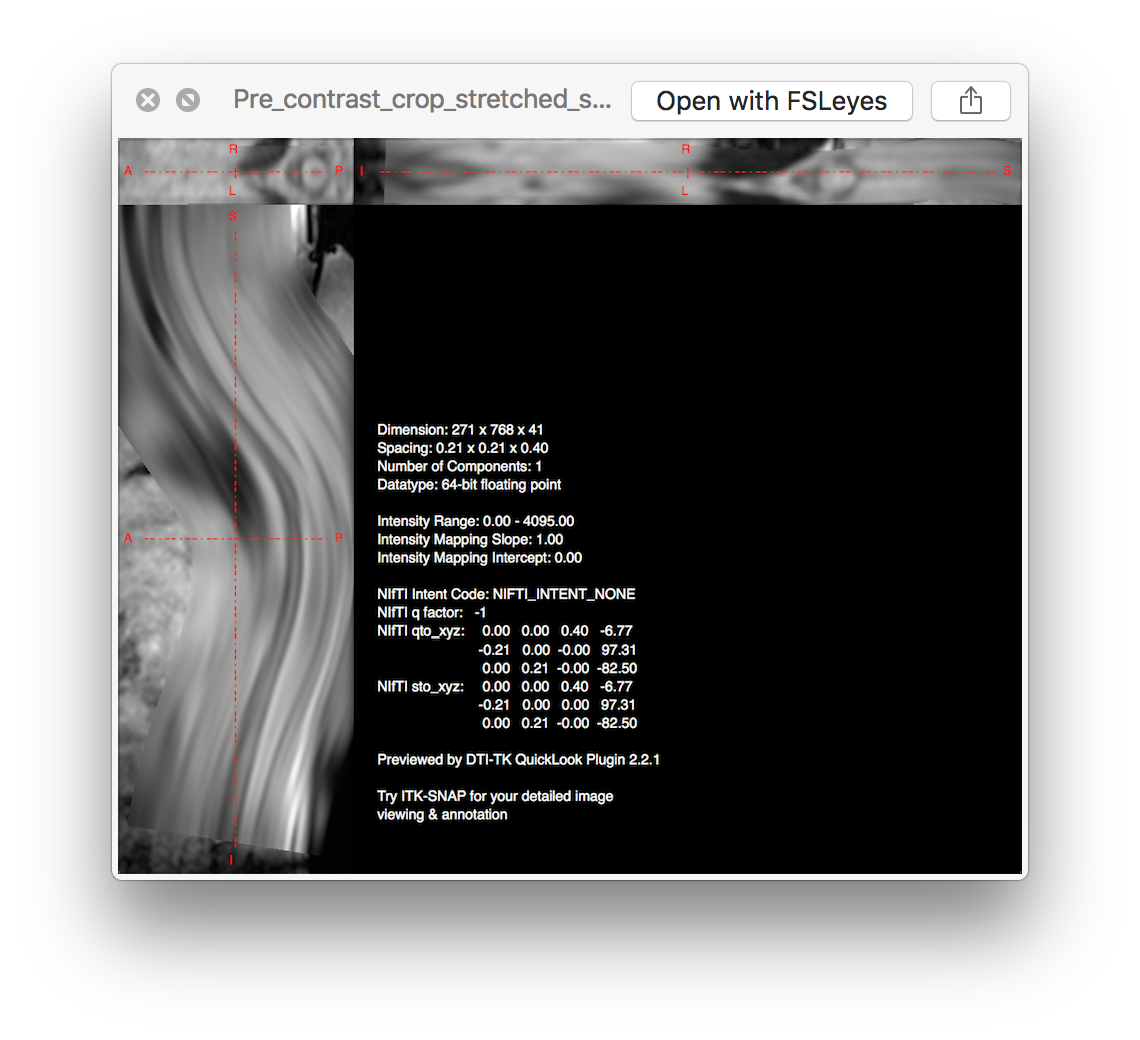 Pre_contrast_crop_stretched_s...
Open with FSLeyes
R
A
P
L
R
I
S
L
S
A
P
I
Dimension: 271 x 768 x 41
Spacing: 0.21 x 0.21 x 0.40
Number of Components: 1
Datatype: 64-bit floating point
Intensity Range: 0.00 - 4095.00
Intensity Mapping Slope: 1.00
Intensity Mapping Intercept: 0.00
NIfTI Intent Code: NIFTI_INTENT_NONE
NIfTI q factor: -1
NIfTI qto_xyz: 0.00 0.00 0.40 -6.77
-0.21 0.00 -0.00 97.31
0.00 0.21 -0.00 -82.50
NIfTI sto_xyz: 0.00 0.00 0.40 -6.77
-0.21 0.00 0.00 97.31
0.00 0.21 -0.00 -82.50
Previewed by DTI-TK QuickLook Plugin 2.2.1
Try ITK-SNAP for your detailed image
viewing & annotation